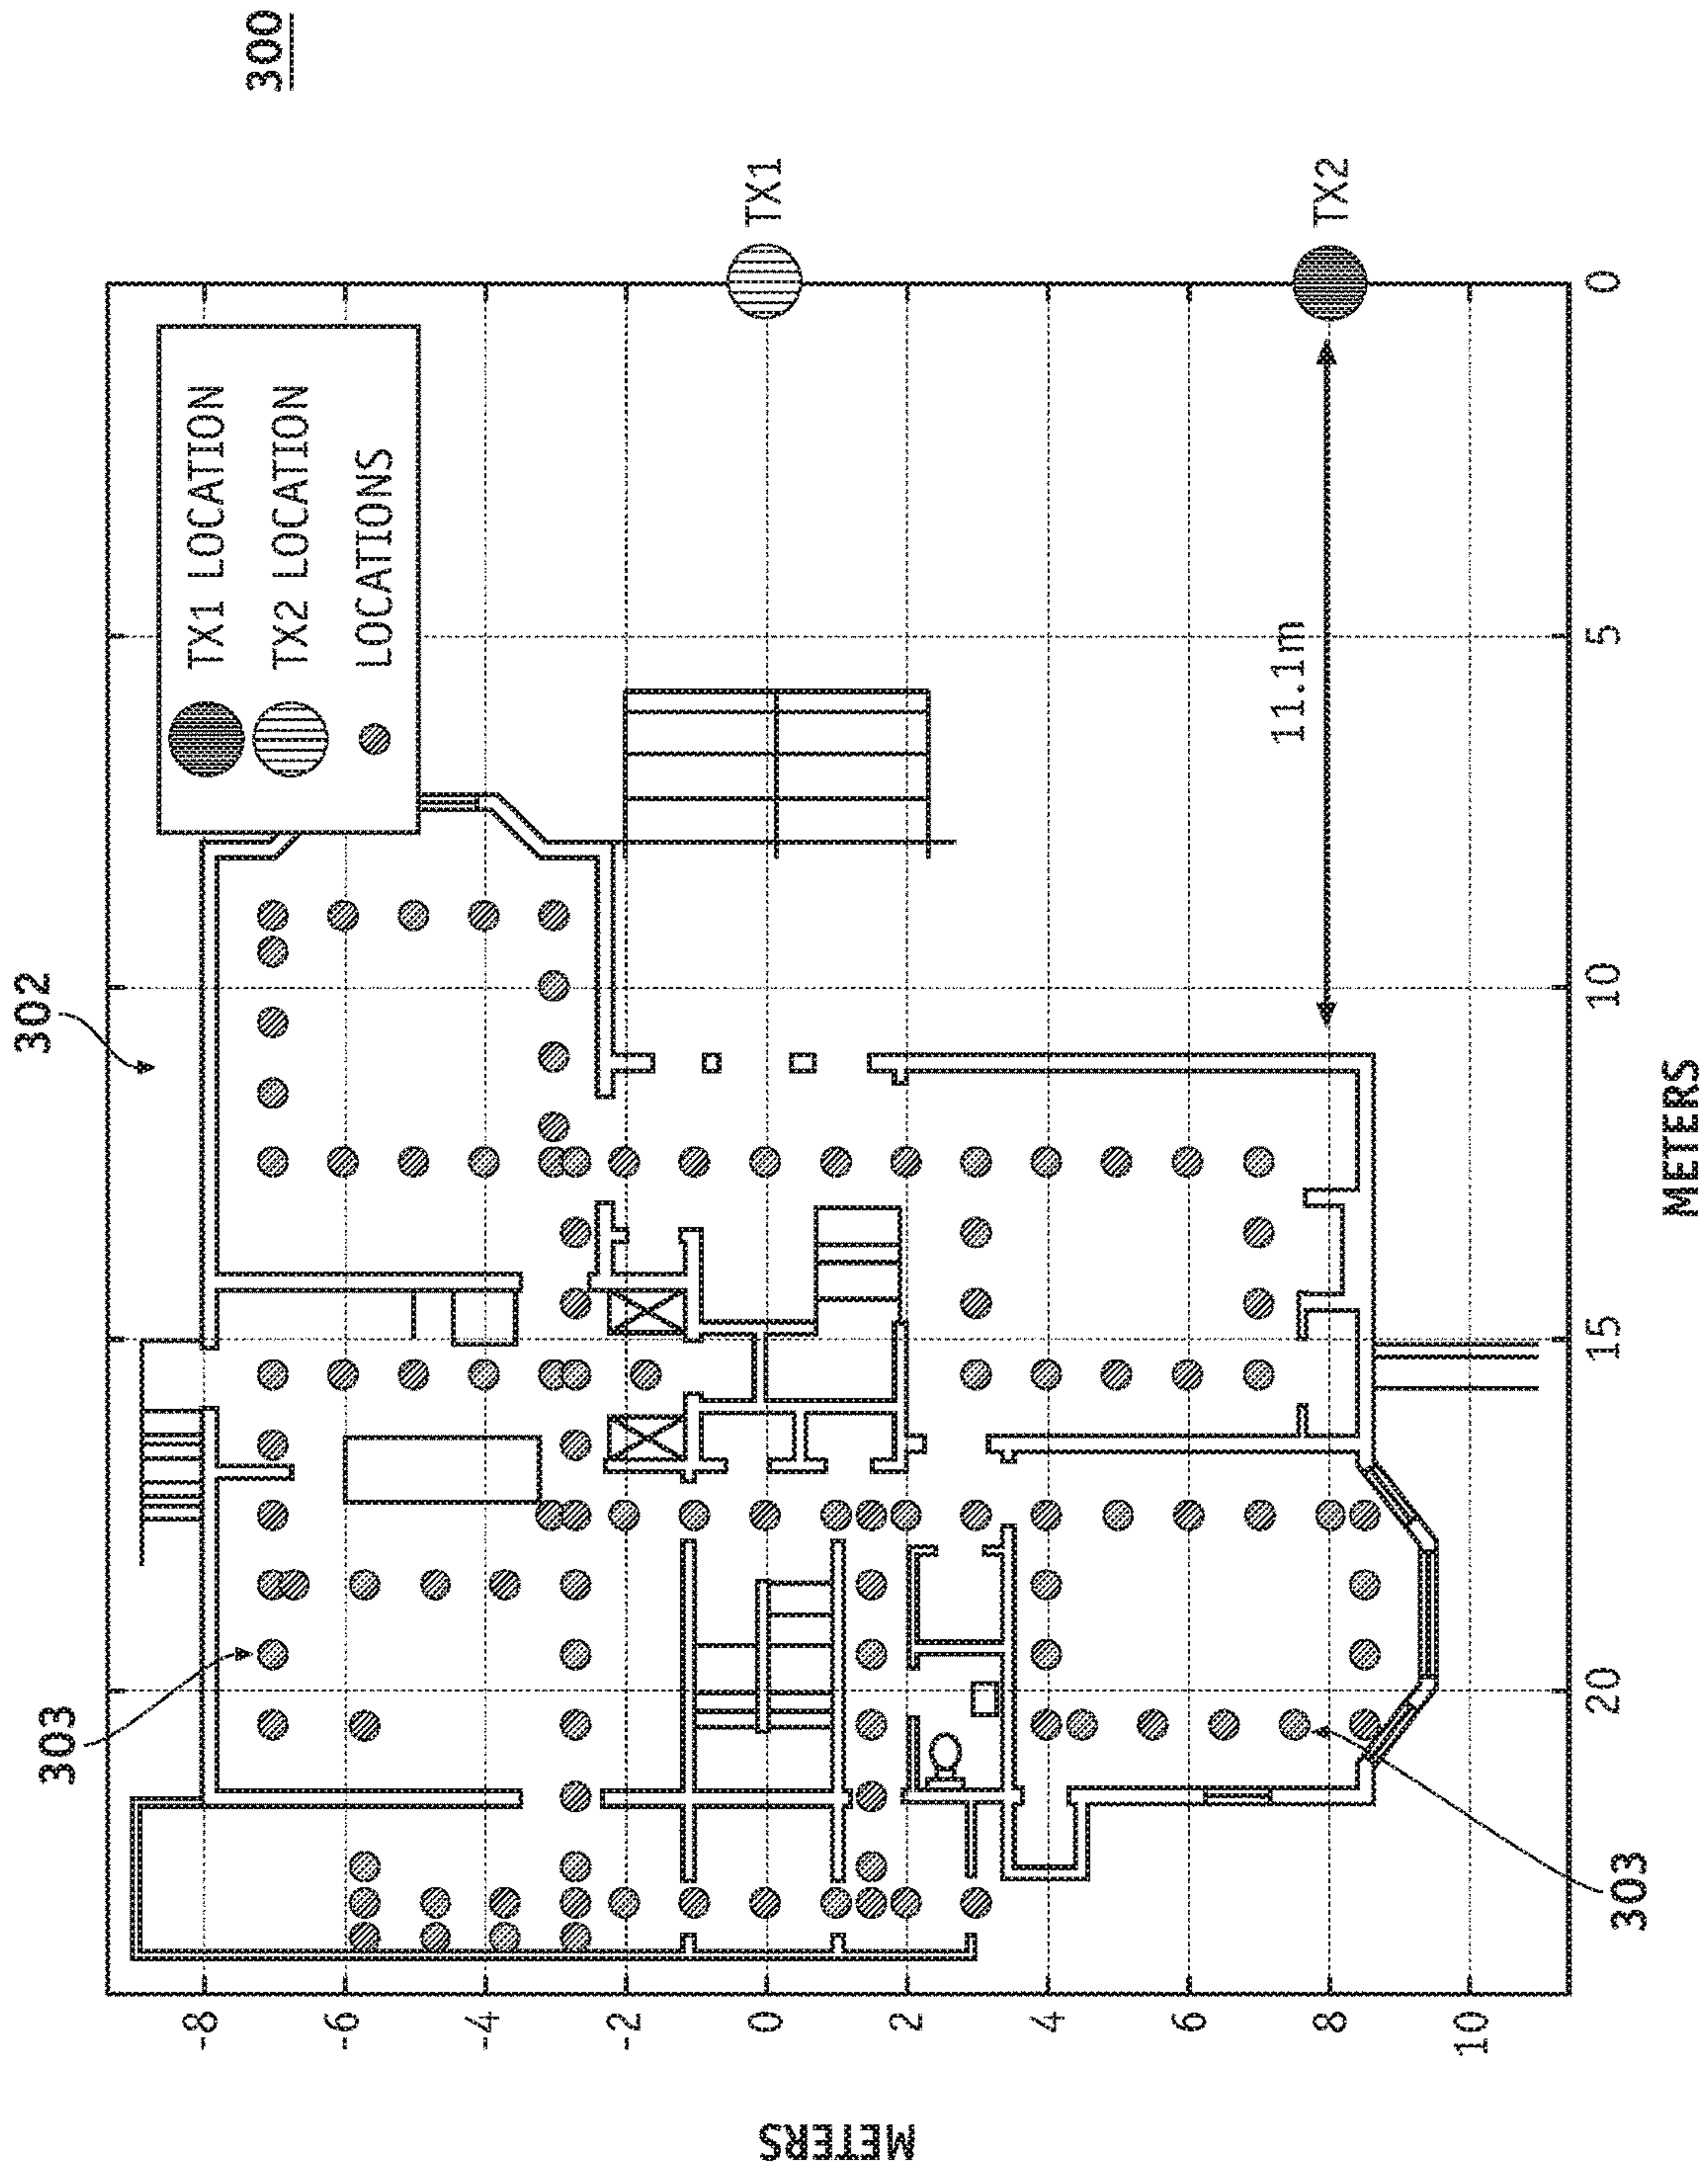 300
302
303
TX1 LOCATION
TX2 LOCATION
LOCATIONS
TX1
TX2
11.1m
303
-8
-6
-4
-2
-0
2
4
6
8
10
METERS
20
15
10
5
0
METERS